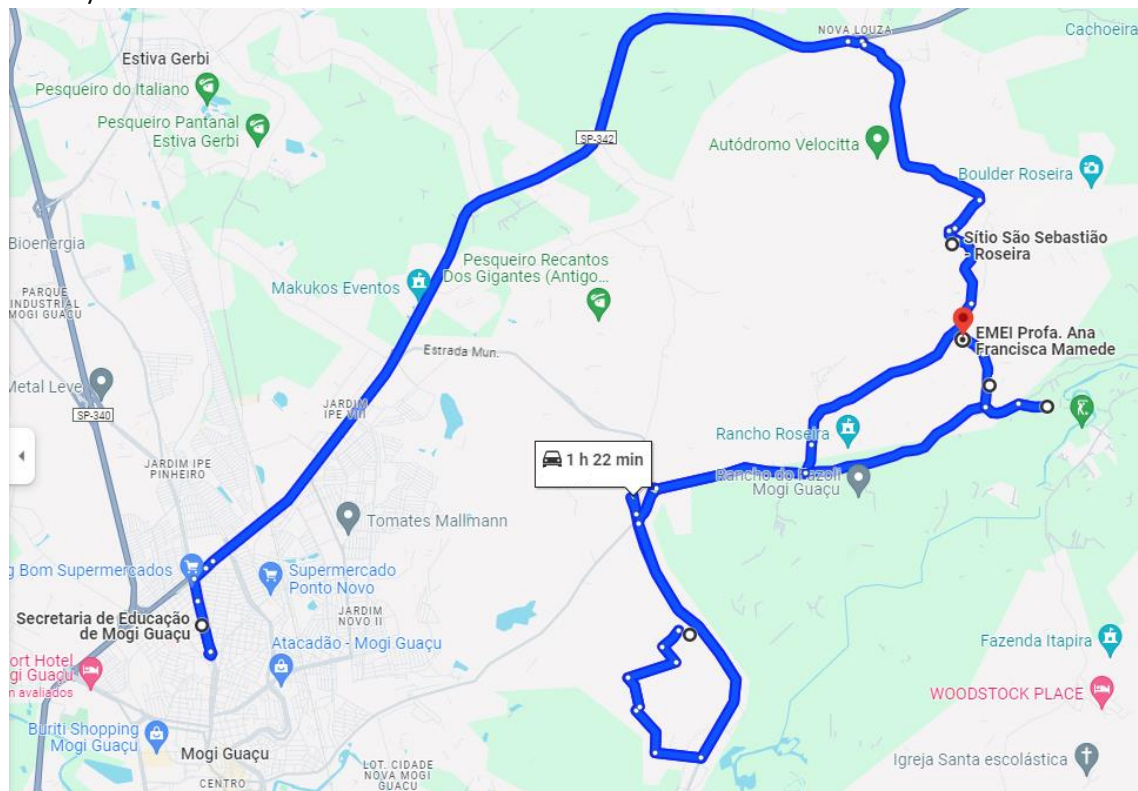 NOVA LOUZA
Cachoeira
Estiva Gerbi
Pesqueiro do Italiano
Pesqueiro Pantanal
Estiva Gerbi
SP-342
Autódromo Velocitta
Boulder Roseira
Bioenergia
Sítio São Sebastião
- Roseira
Pesqueiro Recantos
Dos Gigantes (Antigo...
Makukos Eventos
PARQUE
INDUSTRIAL
MOGI GUAÇU
EMEI Profa. Ana
Francisca Mamede
Estrada Mun.
Metal Leve
SP-340
JARDIM
IPE VIII
Rancho Roseira
1 h 22 min
JARDIM IPE
PINHEIRO
Rancho do Fazoli
Mogi Guaçu
Tomates Mallmann
Bom Supermercados
Supermercado
Ponto Novo
Secretaria de Educação
de Mogi Guaçu
JARDIM
NOVO II
Atacadão - Mogi Guaçu
Fazenda Itapira
ort Hotel
gi Guaçu
n avaliados
WOODSTOCK PLACE
Buriti Shopping
Mogi Guaçu
Mogi Guaçu
CENTRO
LOT. CIDADE
NOVA MOGI
GUAÇU
Igreja Santa escolástica